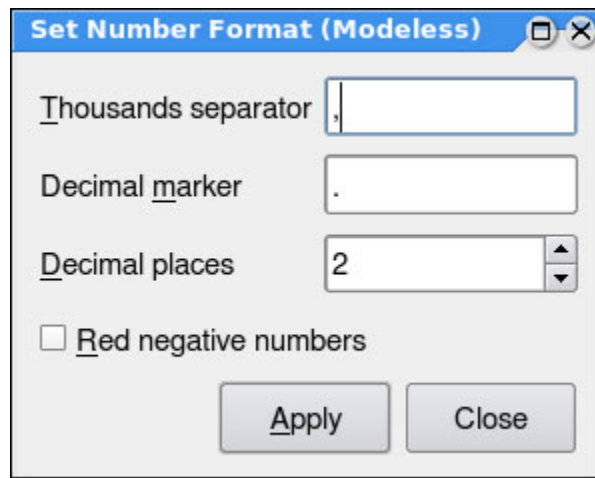 Set Number Format (Modeless)
Thousands separator ,
Decimal marker .
Decimal places 2
Red negative numbers
Apply Close